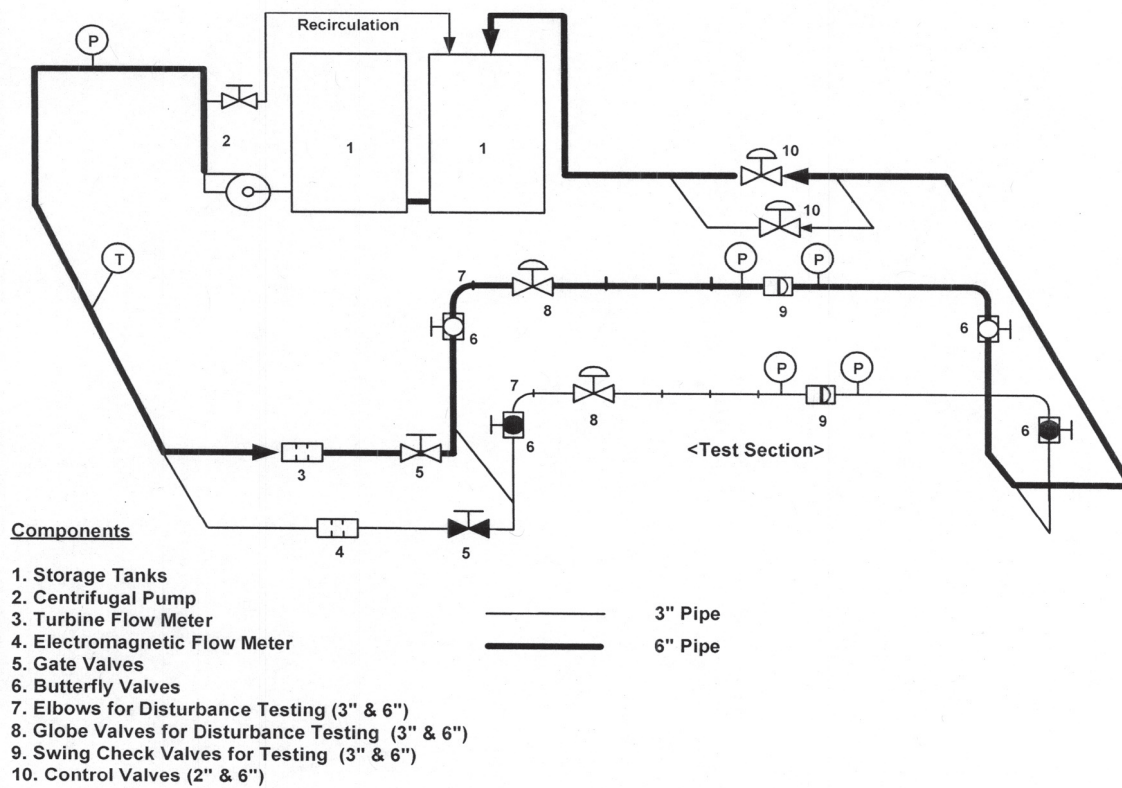 Recirculation
P
2
1
1
10
10
T
P
P
7
8
9
6
6
P
P
7
8
9
6
6
<Test Section>
3
5
4
5
Components
1. Storage Tanks
2. Centrifugal Pump
3. Turbine Flow Meter
4. Electromagnetic Flow Meter
5. Gate Valves
6. Butterfly Valves
7. Elbows for Disturbance Testing (3" & 6")
8. Globe Valves for Disturbance Testing (3" & 6")
9. Swing Check Valves for Testing (3" & 6")
10. Control Valves (2" & 6")
3" Pipe
6" Pipe